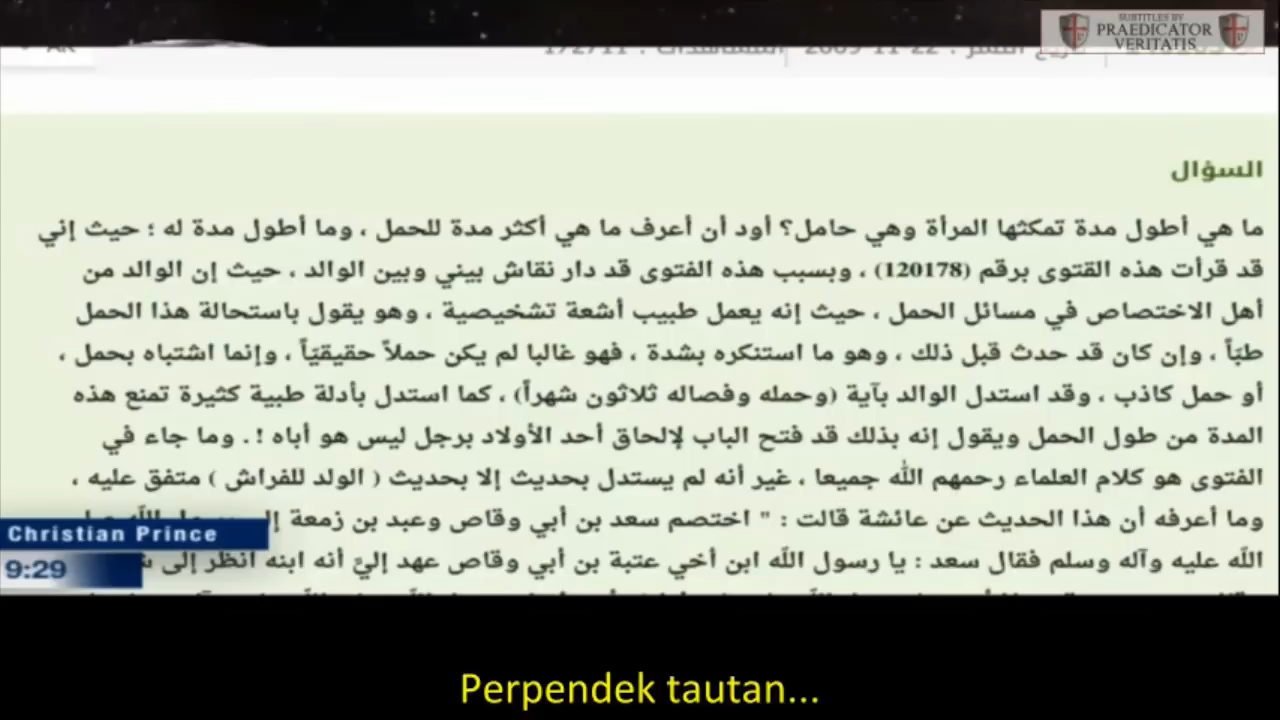 SUBTITLES BY
PRAEDICATOR
VERITATIS
السؤال
ما هي أطول مدة تمكثها المرأة وهي حامل؟ أود أن أعرف ما هي أكثر مدة للحمل ، وما أطول مدة له ؛ حيث إني
قد قرأت هذه القتوى برقم (120178) ، وبسبب هذه الفتوى قد دار نقاش بيني وبين الوالد ، حيث إن الوالد من
أهل الاختصاص في مسائل الحمل ، حيث إنه يعمل طبيب أشعة تشخيصية ، وهو يقول باستحالة هذا الحمل
طبّاً ، وإن كان قد حدث قبل ذلك ، وهو ما استنكره بشدة ، فهو غالبا لم يكن حملاً حقيقيّاً ، وإنما اشتباه بحمل ،
أو حمل كاذب ، وقد استدل الوالد بآية (وحمله وفصاله ثلاثون شهراً) ، كما استدل بأدلة طبية كثيرة تمنع هذه
المدة من طول الحمل ويقول إنه بذلك قد فتح الباب لإلحاق أحد الأولاد برجل ليس هو أباه !. وما جاء في
الفتوى هو كلام العلماء رحمهم الله جميعا ، غير أنه لم يستدل بحديث إلا بحديث ( الولد للفراش ) متفق عليه ،
وما أعرفه أن هذا الحديث عن عائشة قالت : " اختصم سعد بن أبي وقاص وعبد بن زمعة
الله عليه وآله وسلم فقال سعد : يا رسول الله ابن أخي عتبة بن أبي وقاص عهد إليّ أنه ابنه انظر إلى
Christian Prince
9:29
Perpendek tautan...